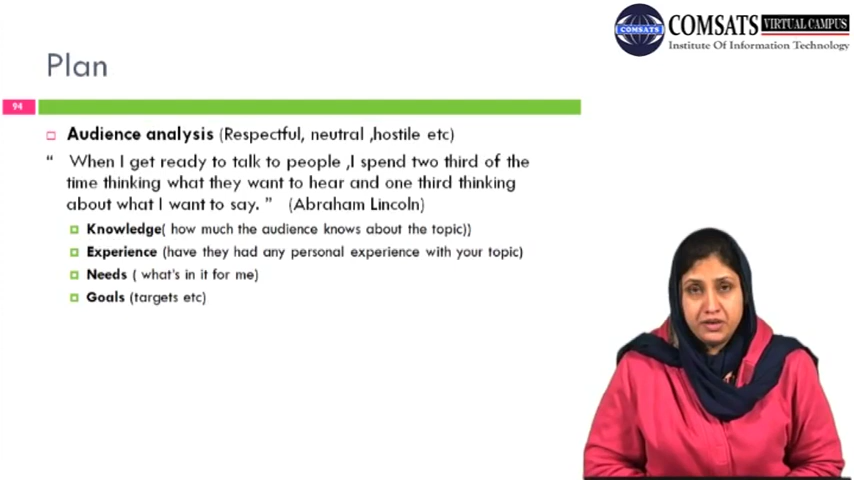 COMSATS VIRTUAL CAMPUS
COMSATS
Institute Of Information Technology
Plan
94
Audience analysis (Respectful, neutral ,hostile etc)
“ When I get ready to talk to people ,I spend two third of the
time thinking what they want to hear and one third thinking
about what I want to say. ” (Abraham Lincoln)
Knowledge( how much the audience knows about the topic))
Experience (have they had any personal experience with your topic)
Needs ( what's in it for me)
Goals (targets etc)